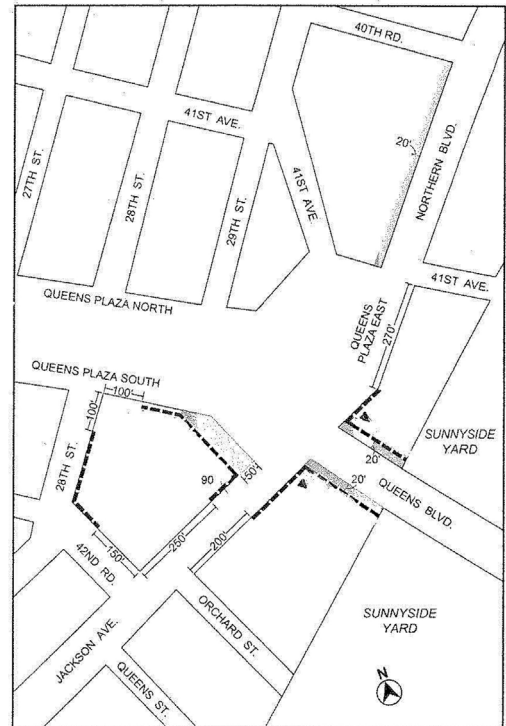 40TH RD.
41ST AVE.
20'
NORTHERN BLVD.
27TH ST.
28TH ST.
29TH ST.
41ST AVE.
41ST AVE.
QUEENS PLAZA NORTH
QUEENS
PLAZA EAST
270'
QUEENS PLAZA SOUTH
100'
100'
28TH ST.
50'
90
20'
SUNNYSIDE
YARD
20'
QUEENS BLVD.
150'
250'
200'
42ND RD.
JACKSON AVE.
ORCHARD ST.
QUEENS ST.
SUNNYSIDE
YARD
N